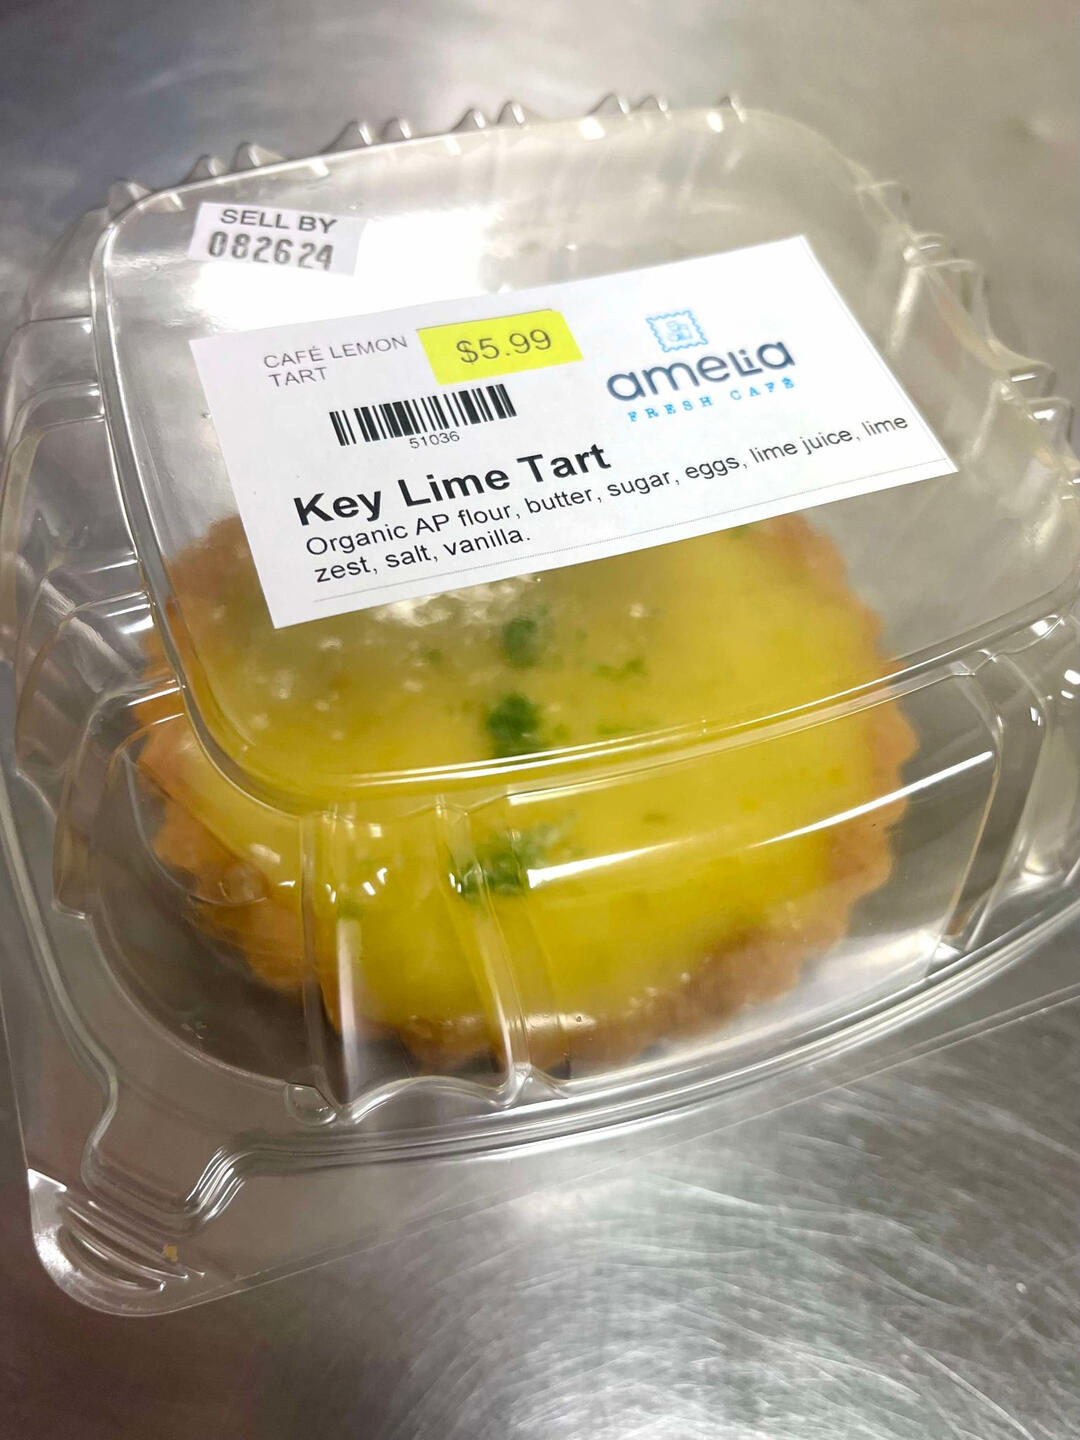 SELL BY
082624
CAFÉ LEMON
TART
$5.99
51036
amelia
FRESH CAFÉ
Key Lime Tart
Organic AP flour, butter, sugar, eggs, lime juice, lime
zest, salt, vanilla.